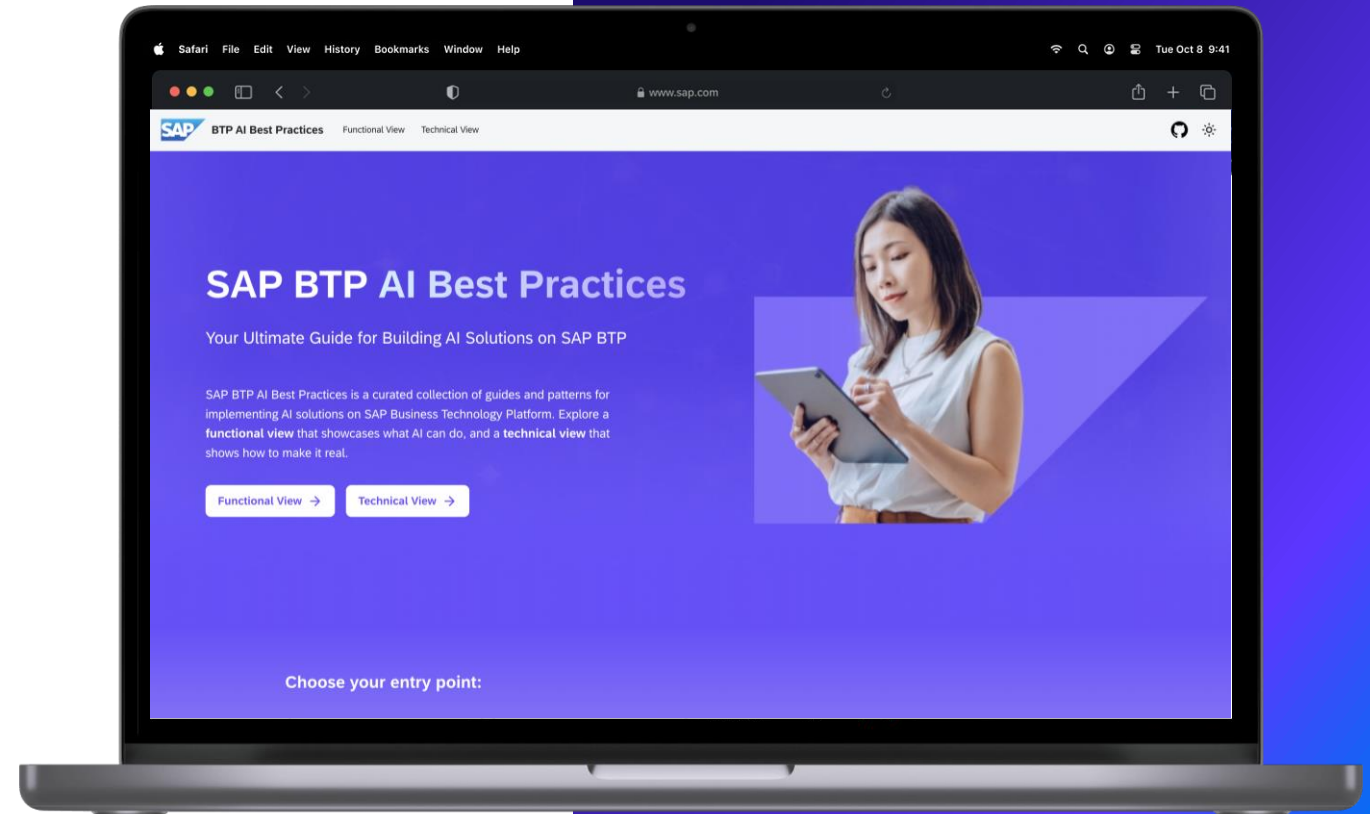 Safari File Edit View History Bookmarks Window Help
Tue Oct 8 9:41
www.sap.com
SAP BTP AI Best Practices Functional View Technical View
SAP BTP AI Best Practices
Your Ultimate Guide for Building AI Solutions on SAP BTP
SAP BTP AI Best Practices is a curated collection of guides and patterns for
implementing AI solutions on SAP Business Technology Platform. Explore a
functional view that showcases what AI can do, and a technical view that
shows how to make it real.
Functional View → Technical View →
Choose your entry point: